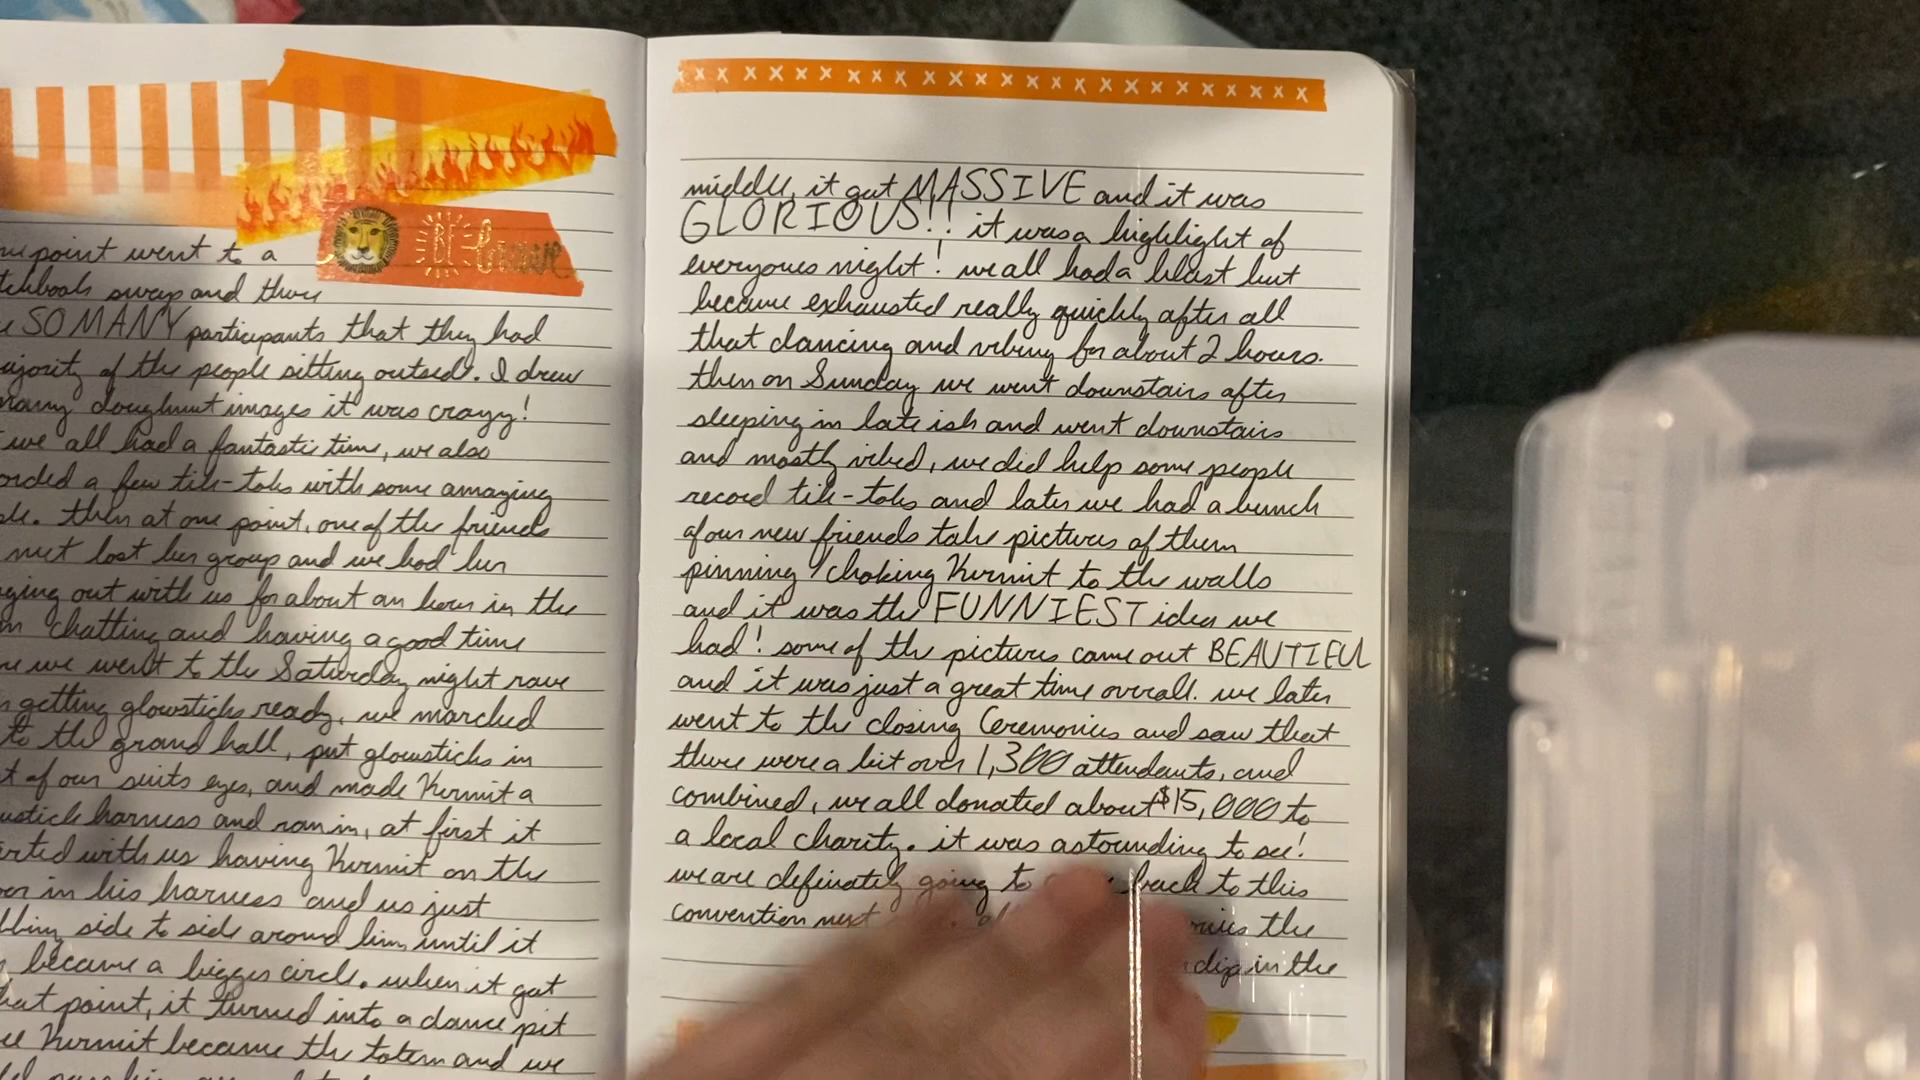 BE brave
point went to a
swap and there
SO MANY participants that they had
of the people sitting outside. I drew
many doughnut images it was crazy!
we all had a fantastic time, we also
a few tik-toks with some amazing
then at one point, one of the friends
met lost her group and we had her
out with us for about an hour in the
chatting and having a good time
we went to the Saturday night rave
getting glowsticks ready, we marched
to the grand hall, put glowsticks in
of our suits eyes, and made Kermit a
harness and ran in, at first it
with us having Kermit on the
in his harness and us just
side to side around him until it
became a bigger circle. when it got
that point, it turned into a dance pit
Kermit became the totem and we
middle, it got MASSIVE and it was
GLORIOUS!! it was a highlight of
everyones night! we all had a blast but
became exhausted really quickly after all
that dancing and vibing for about 2 hours.
then on Sunday we went downstairs after
sleeping in late ish and went downstairs
and mostly vibed, we did help some people
record tik-toks and later we had a bunch
of our new friends take pictures of them
pinning/choking Kermit to the walls
and it was the FUNNIEST idea we
had! some of the pictures came out BEAUTIFUL
and it was just a great time overall. we later
went to the closing Ceremonies and saw that
there were a bit over 1,300 attendants, and
combined, we all donated about $15,000 to
a local charity. it was astounding to see!
we are definately going to back to this
convention next
the
dip in the